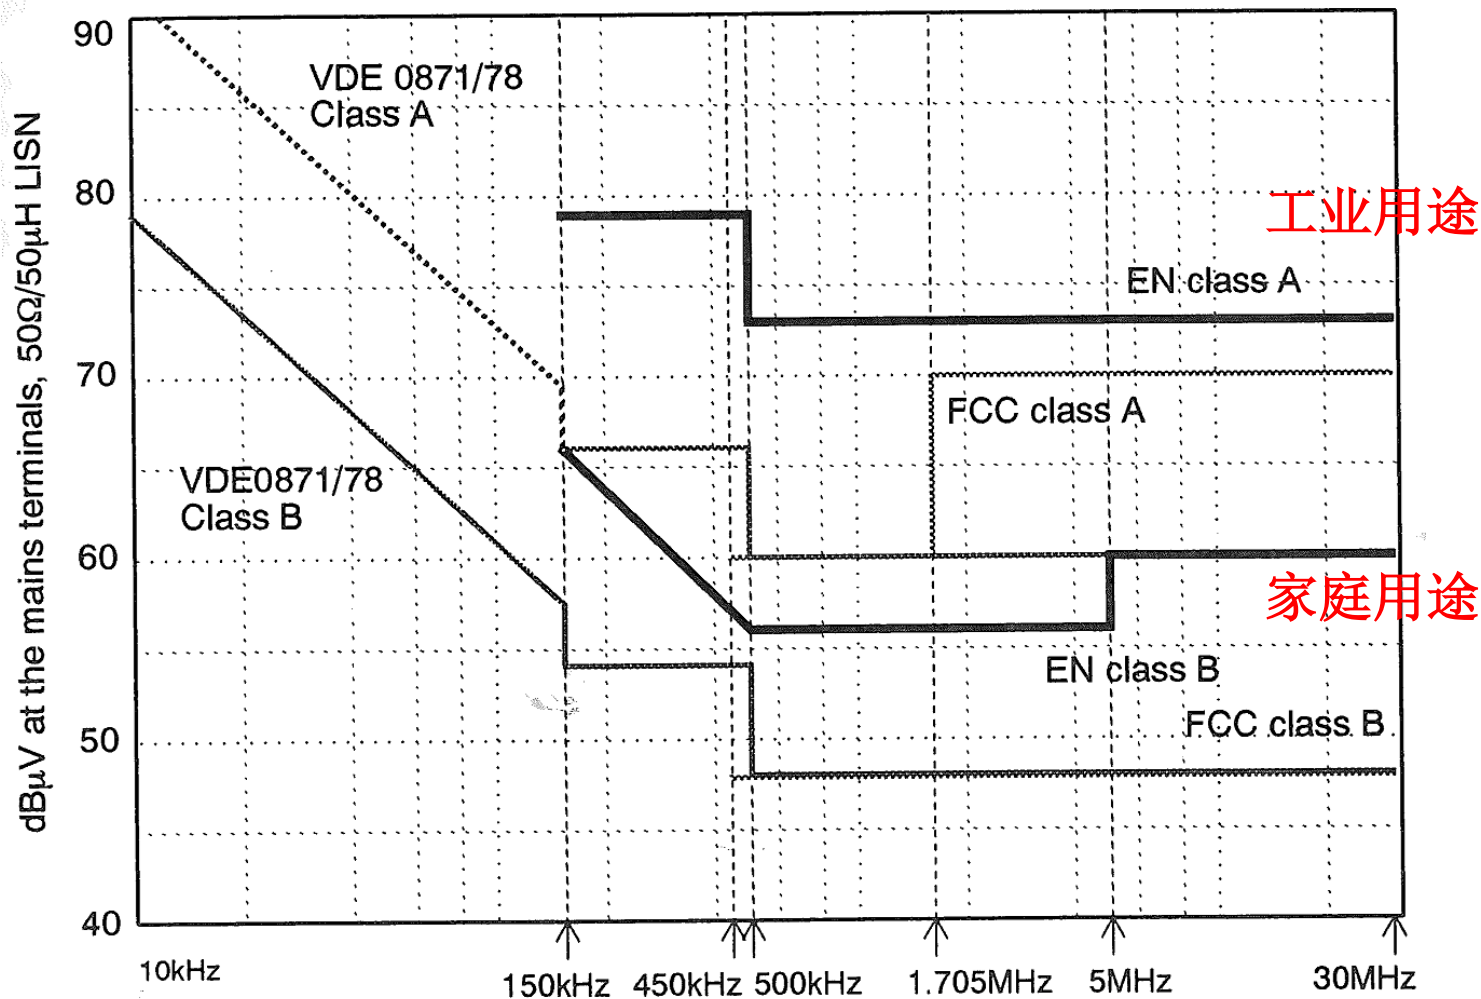 90
VDE 0871/78
Class A
80
工业用途
EN class A
70
FCC class A
VDE0871/78
Class B
60
家庭用途
EN class B
FCC class B
50
40
10kHz
150kHz
450kHz
500kHz
1.705MHz
5MHz
30MHz
dBµV at the mains terminals, 50Ω/50µH LISN